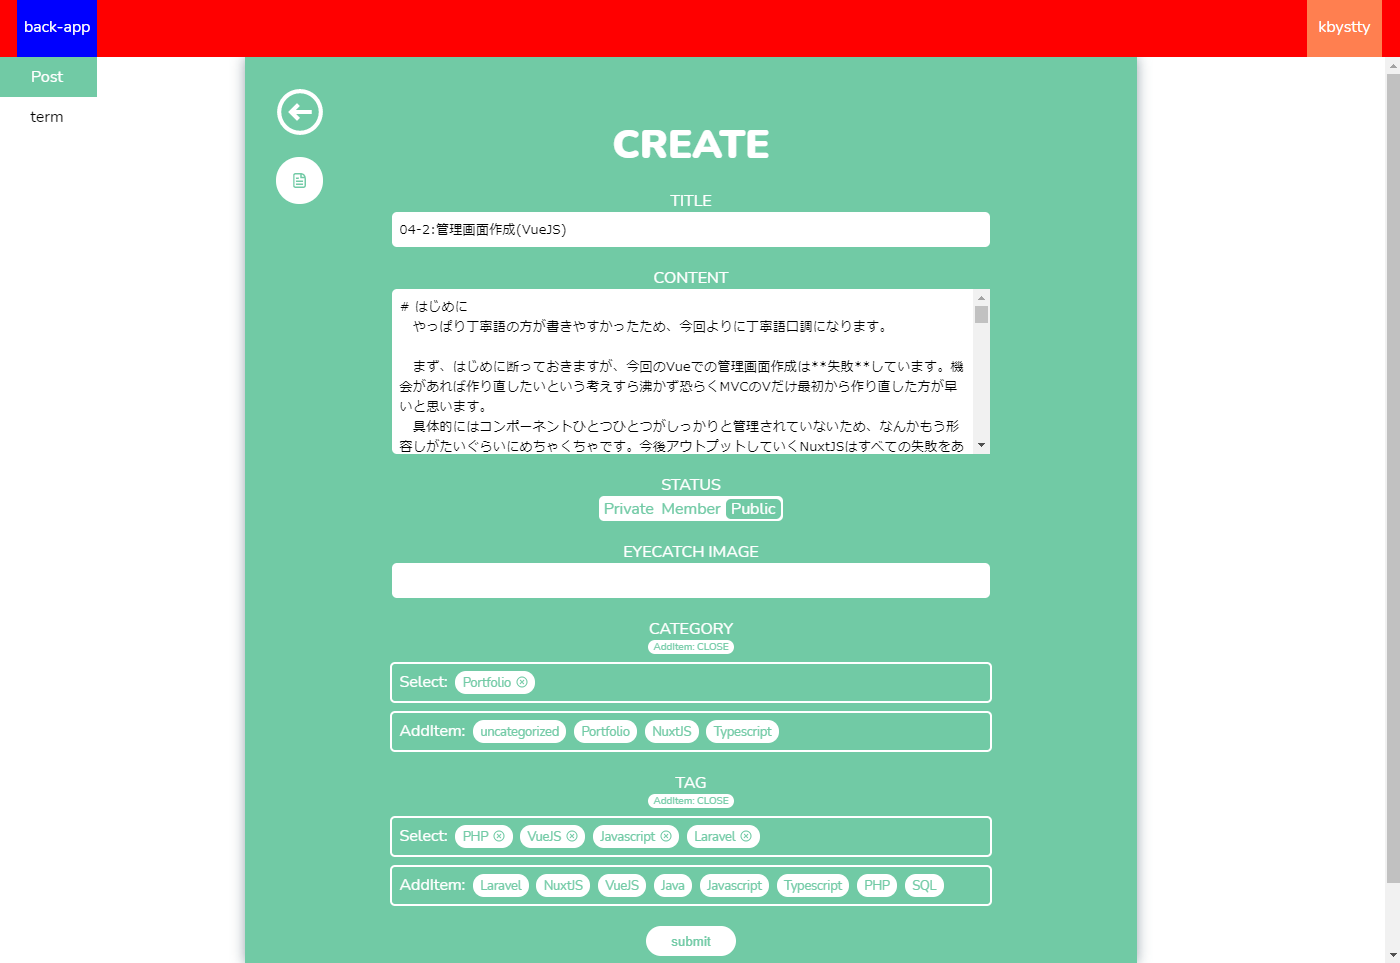 back-app
kbystty
Post
term
CREATE
TITLE
04-2:管理画面作成(VueJS)
CONTENT
# はじめに
　やっぱり丁寧語の方が書きやすかったため、今回よりに丁寧語口調になります。
　まず、はじめに断っておきますが、今回のVueでの管理画面作成は**失敗**しています。機
会があれば作り直したいという考えすら沸かず恐らくMVCのVだけ最初から作り直した方が早
いと思います。
　具体的にはコンポーネントひとつひとつがしっかりと管理されていないため、なんかもう形
容しがたいぐらいにめちゃくちゃです。今後アウトプットしていくNuxtJSはすべての失敗をあ
STATUS
Private Member Public
EYECATCH IMAGE
CATEGORY
AddItem: CLOSE
Select: Portfolio
AddItem: uncategorized Portfolio NuxtJS Typescript
TAG
AddItem: CLOSE
Select: PHP VueJS Javascript Laravel
AddItem: Laravel NuxtJS VueJS Java Javascript Typescript PHP SQL
submit